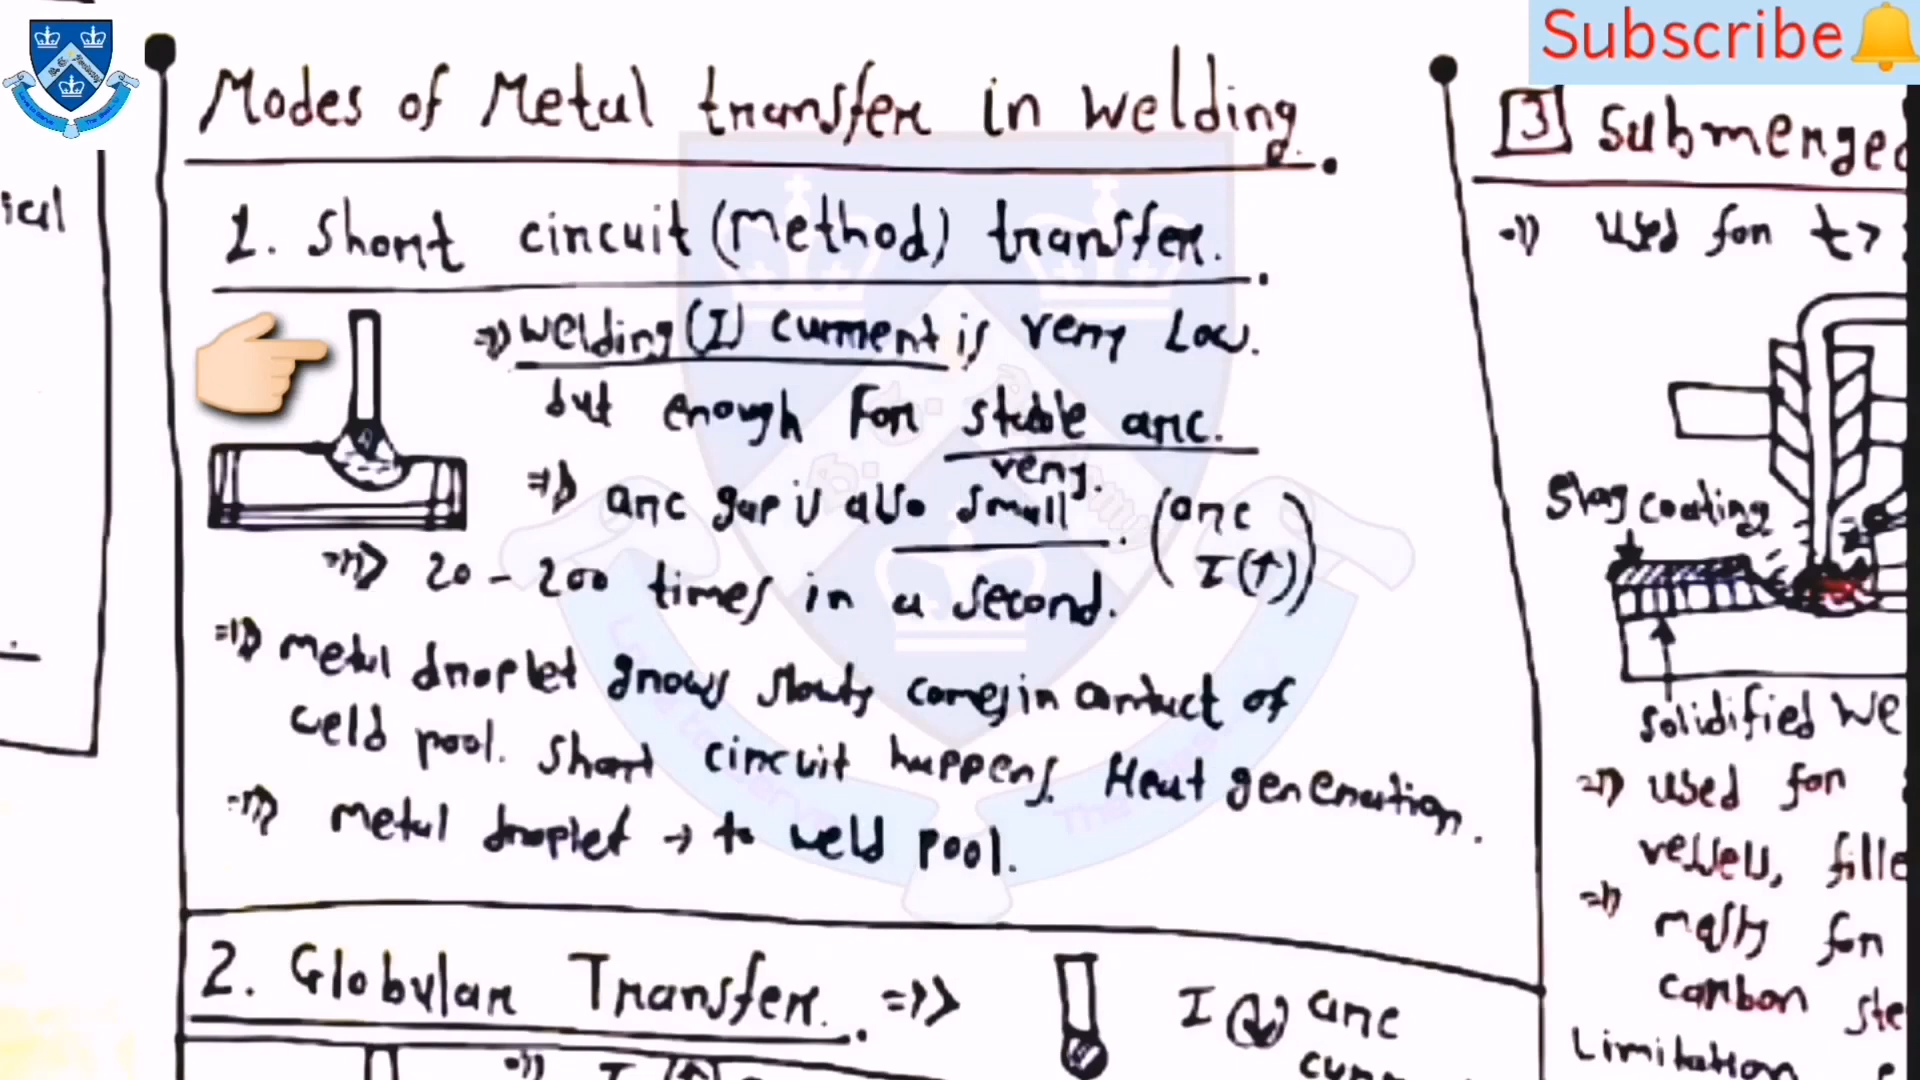 Subscribe
Modes of Metal transfer in welding.
1. Short circuit (Method) transfer.
=>> welding (I) current is very Low.
but enough For stable arc.
=>> arc gap is also very small. (arc I(↑))
=>> 20 - 200 times in a second.
=>> metal droplet grows slowly comes in contact of
weld pool. Short circuit happens. Heat generation.
=>> metal droplet → to weld pool.
2. Globular Transfer. =>>
I (↓) arc
ical
3 Submerged
=>> used for t>
Slag coating
solidified we
=>> used for
vessels, fille
=>> mostly for
carbon ste
Limitation